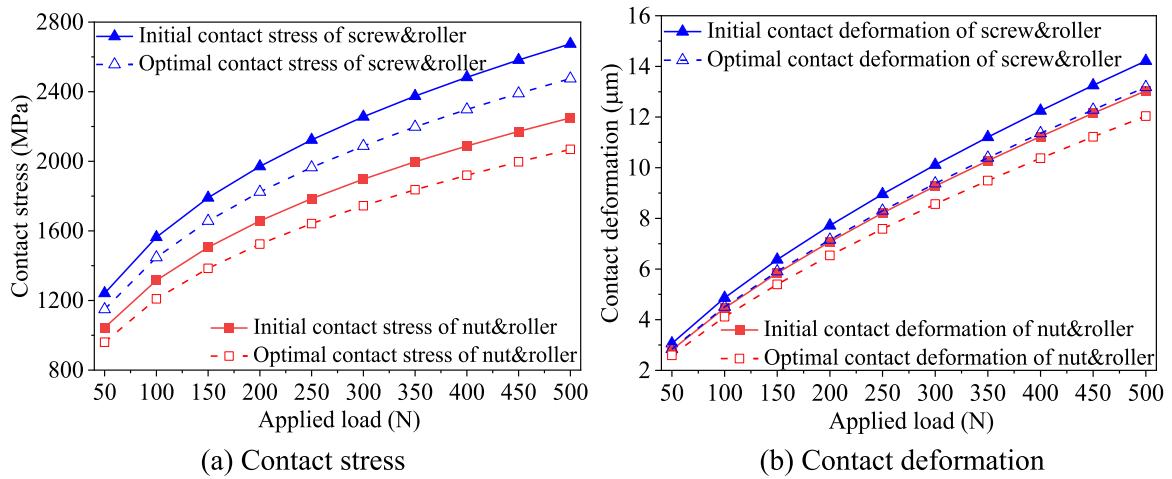 2800
2400
2000
1600
1200
800
Contact stress (MPa)
Initial contact stress of screw&roller
Optimal contact stress of screw&roller
Initial contact stress of nut&roller
Optimal contact stress of nut&roller
50 100 150 200 250 300 350 400 450 500
Applied load (N)
(a) Contact stress
16
14
12
10
8
6
4
2
Contact deformation (μm)
Initial contact deformation of screw&roller
Optimal contact deformation of screw&roller
Initial contact deformation of nut&roller
Optimal contact deformation of nut&roller
50 100 150 200 250 300 350 400 450 500
Applied load (N)
(b) Contact deformation